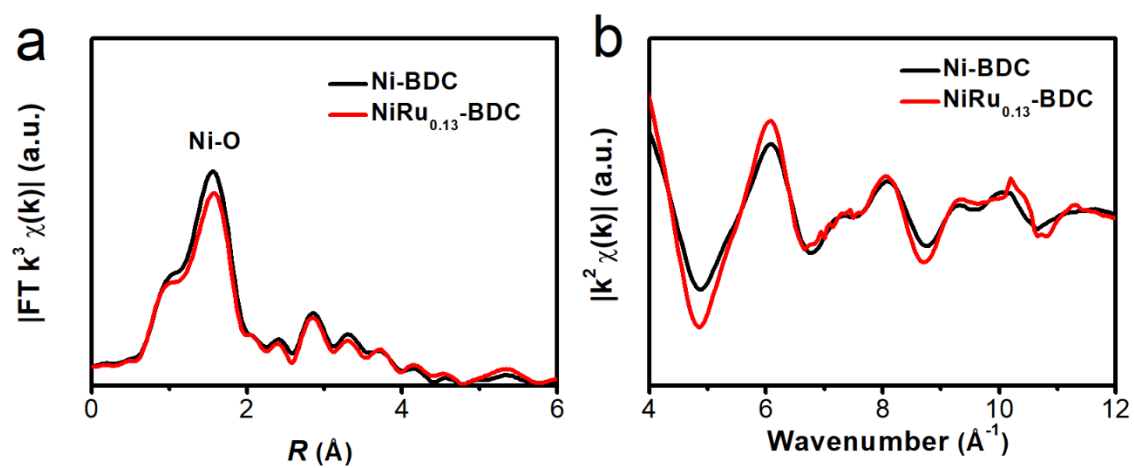 a
|FT k³ χ(k)| (a.u.)
Ni-BDC
NiRu₀.₁₃-BDC
Ni-O
0 2 4 6
R (Å)
b
|k² χ(k)| (a.u.)
Ni-BDC
NiRu₀.₁₃-BDC
4 6 8 10 12
Wavenumber (Å⁻¹)